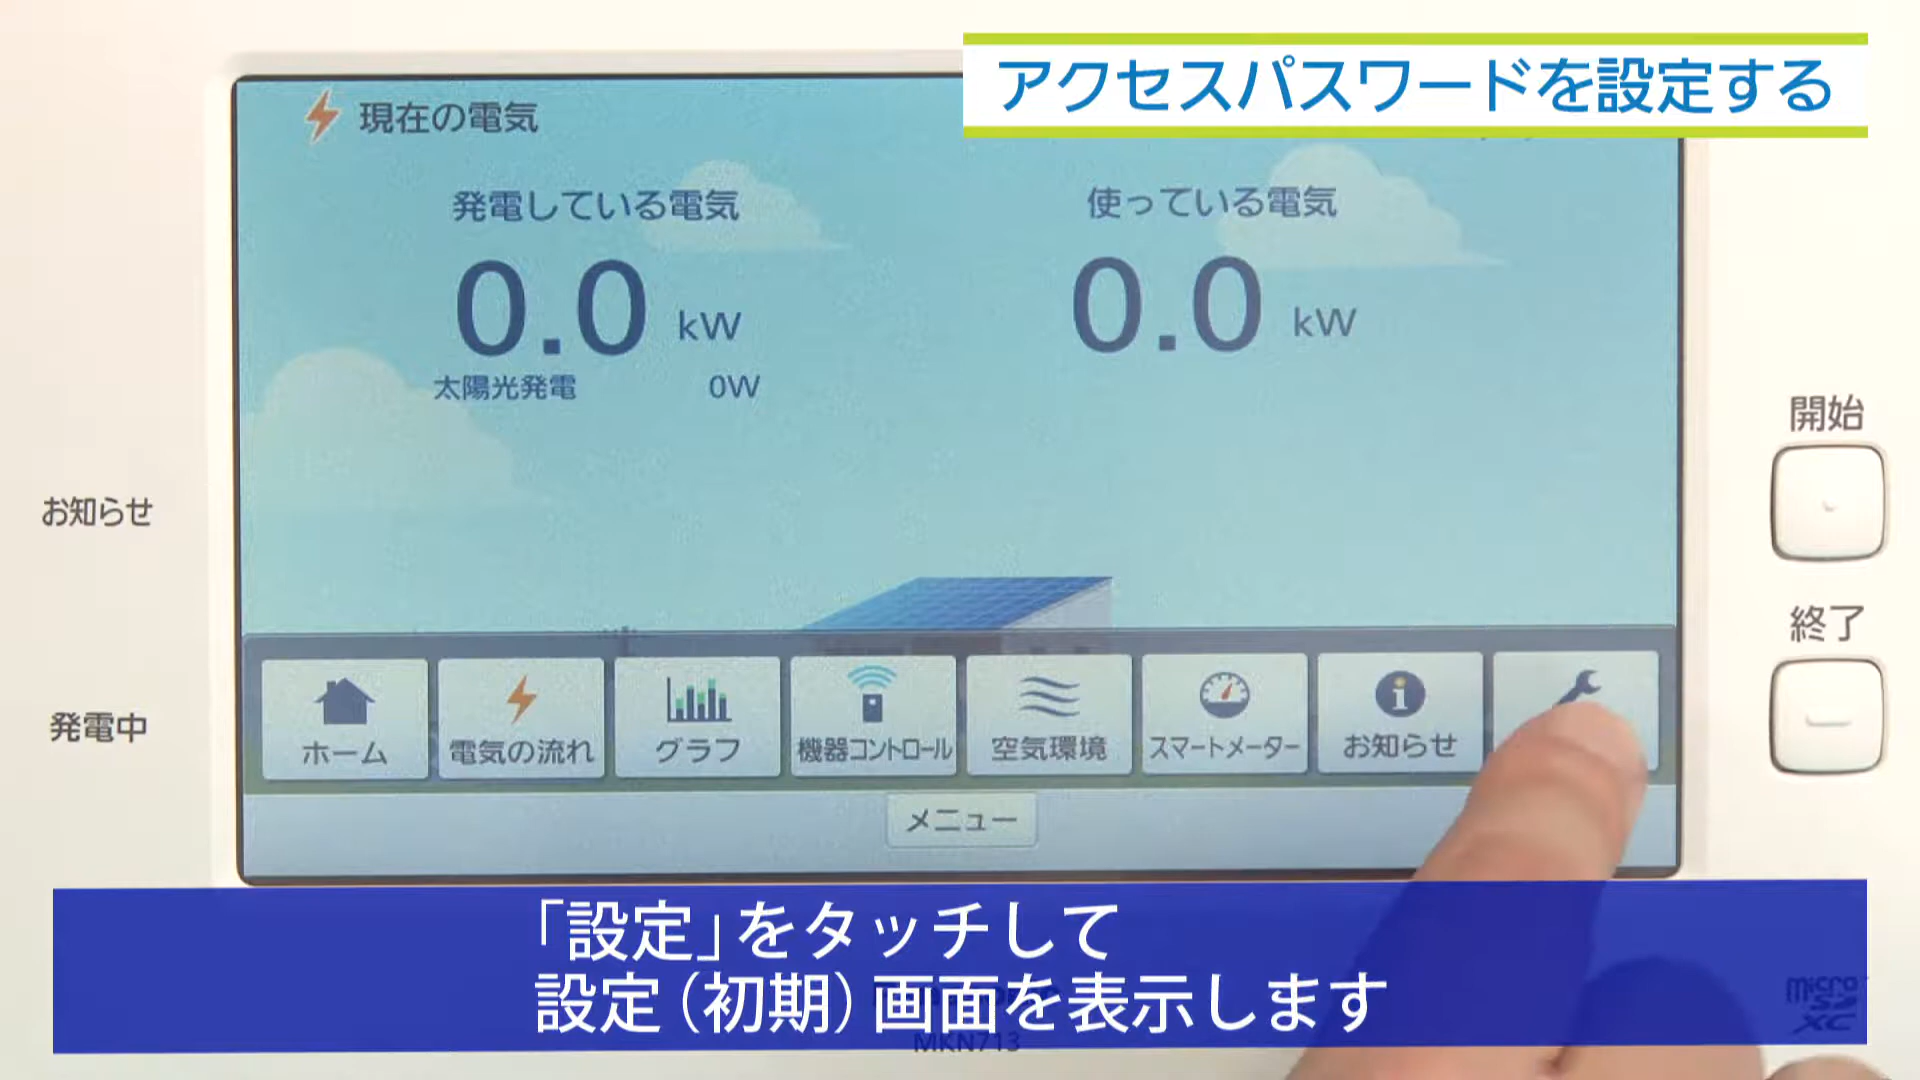 アクセスパスワードを設定する
現在の電気
発電している電気
使っている電気
0.0 kW
0.0 kW
太陽光発電 0W
開始
お知らせ
終了
発電中
ホーム
電気の流れ
グラフ
機器コントロール
空気環境
スマートメーター
お知らせ
メニュー
「設定」をタッチして
設定(初期)画面を表示します
micro
MKN713